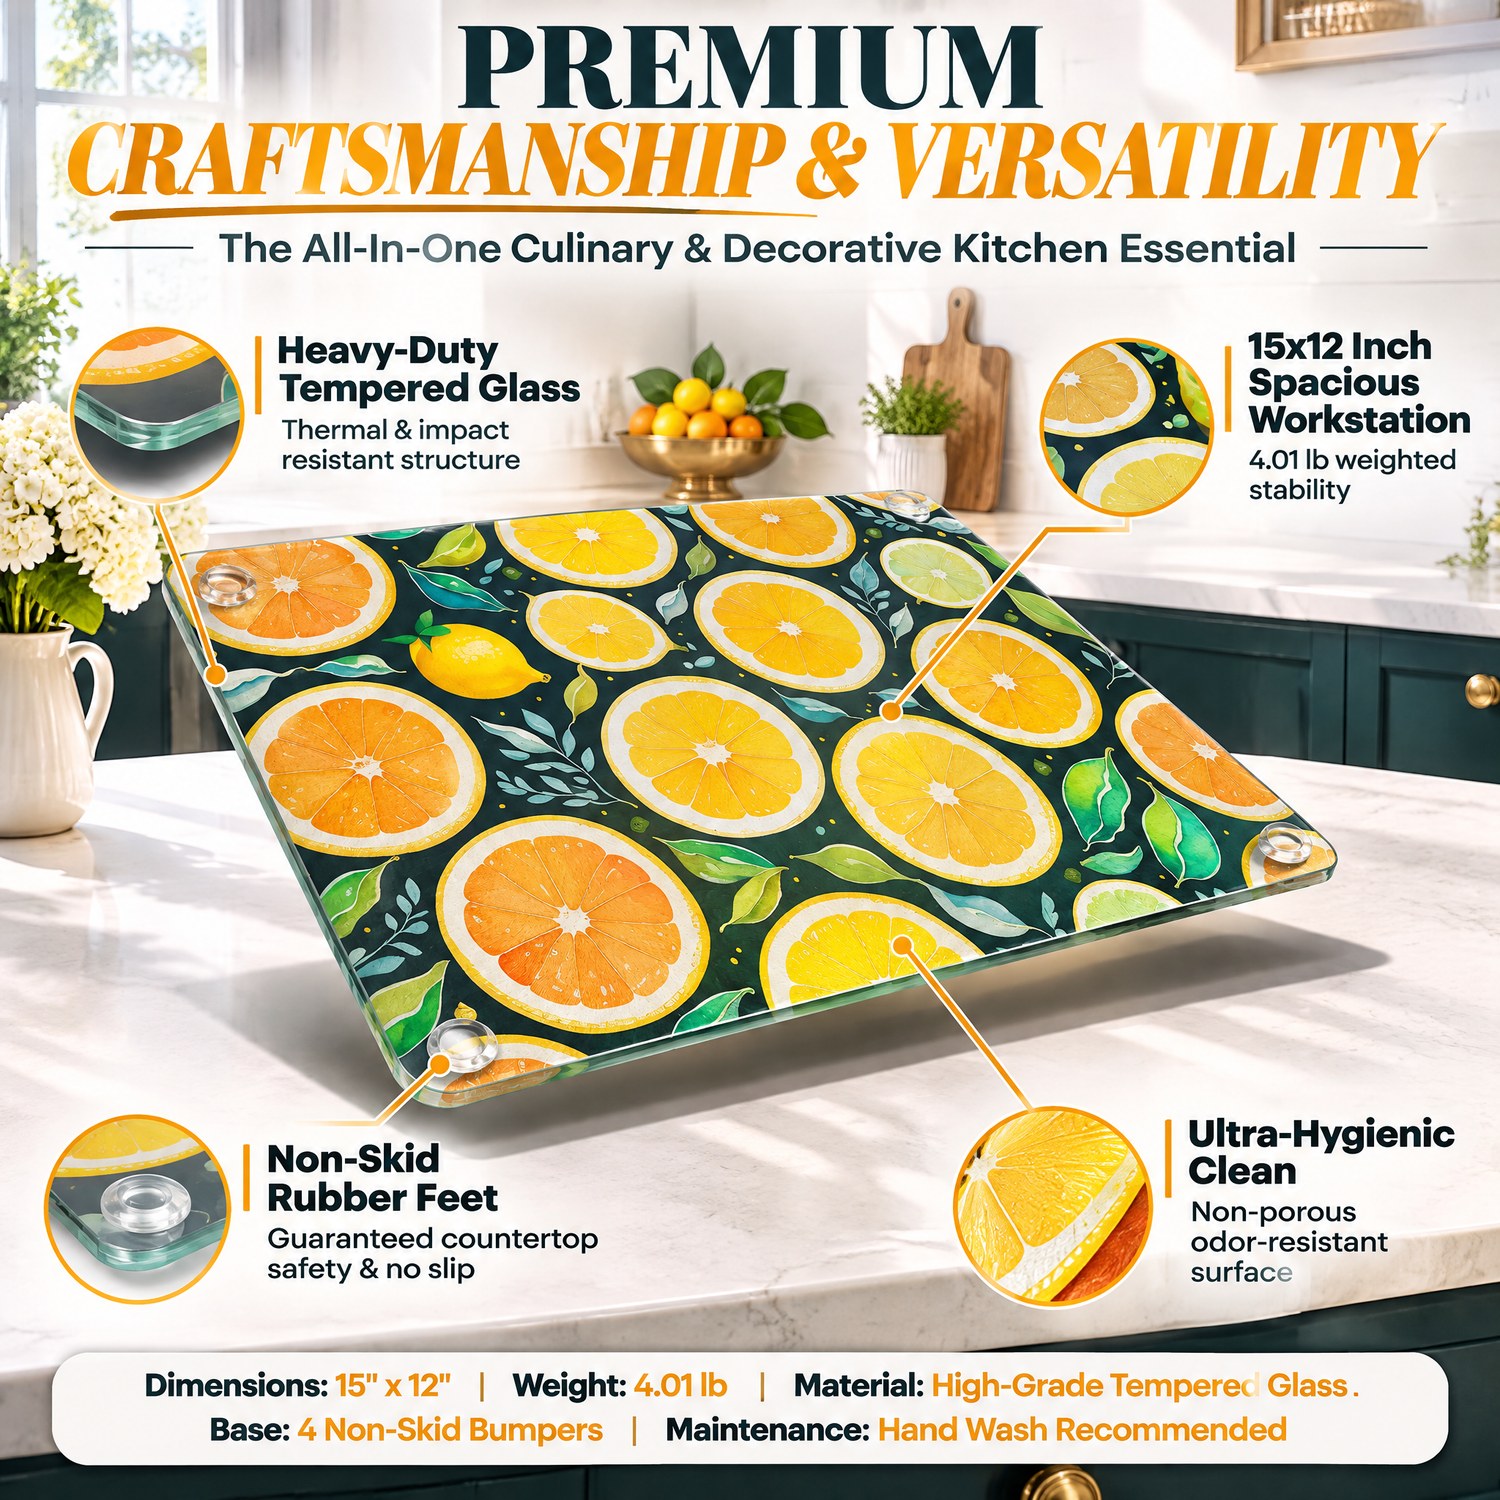 PREMIUM
CRAFTSMANSHIP & VERSATILITY
The All-In-One Culinary & Decorative Kitchen Essential
Heavy-Duty
Tempered Glass
Thermal & impact
resistant structure
15x12 Inch
Spacious
Workstation
4.01 lb weighted
stability
Non-Skid
Rubber Feet
Guaranteed countertop
safety & no slip
Ultra-Hygienic
Clean
Non-porous
odor-resistant
surface
Dimensions: 15" x 12" | Weight: 4.01 lb | Material: High-Grade Tempered Glass.
Base: 4 Non-Skid Bumpers | Maintenance: Hand Wash Recommended